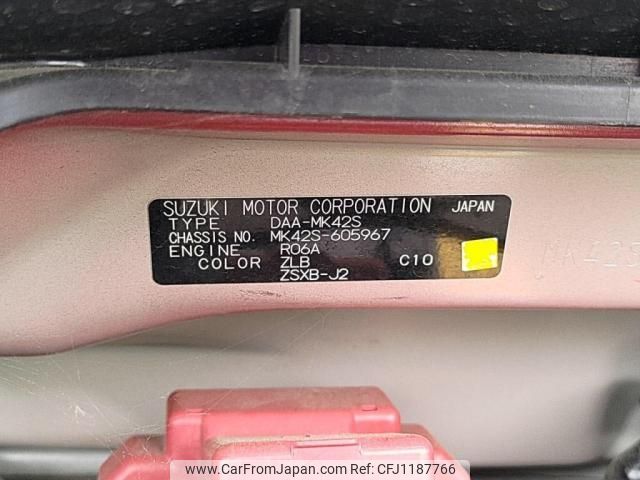 SUZUKI MOTOR CORPORATION JAPAN
TYPE DAA-MK42S
CHASSIS NO. MK42S-605967
ENGINE R06A
COLOR ZLB C10
ZSXB-J2
www.CarFromJapan.com | Ref No. CFJ1187766